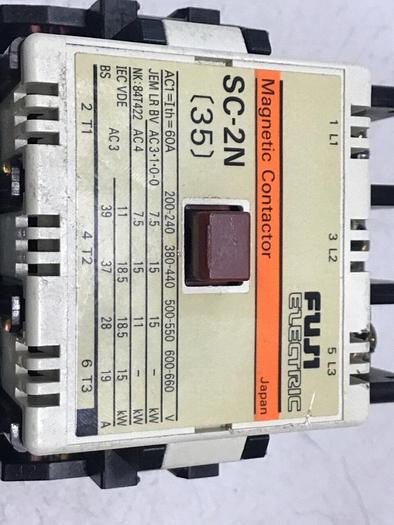 1 L1
3 L2
5 L3
FUJI
ELECTRIC
Magnetic Contactor
Japan
SC-2N
(35)
AC1=Ith=60A 200-240 380-440 500-550 600-660 V
JEM LR BV AC3·1·0-0 7.5 15 15 – kW
NK:84T422 AC4 7.5 15 11 – kW
IEC VDE AC3 11 18.5 18.5 15 kW
BS 39 37 28 19 A
2 T1
4 T2
6 T3